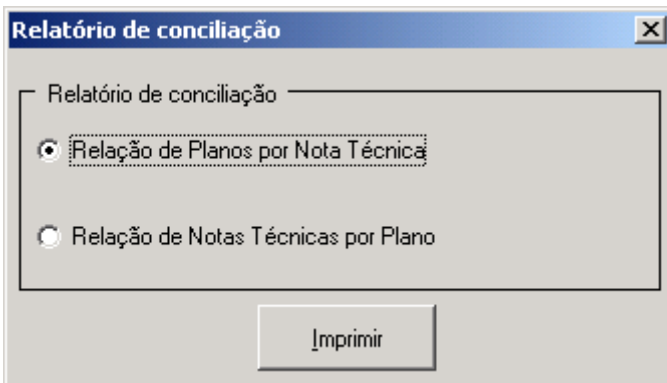 Relatório de conciliação
Relatório de conciliação
Relação de Planos por Nota Técnica
Relação de Notas Técnicas por Plano
Imprimir